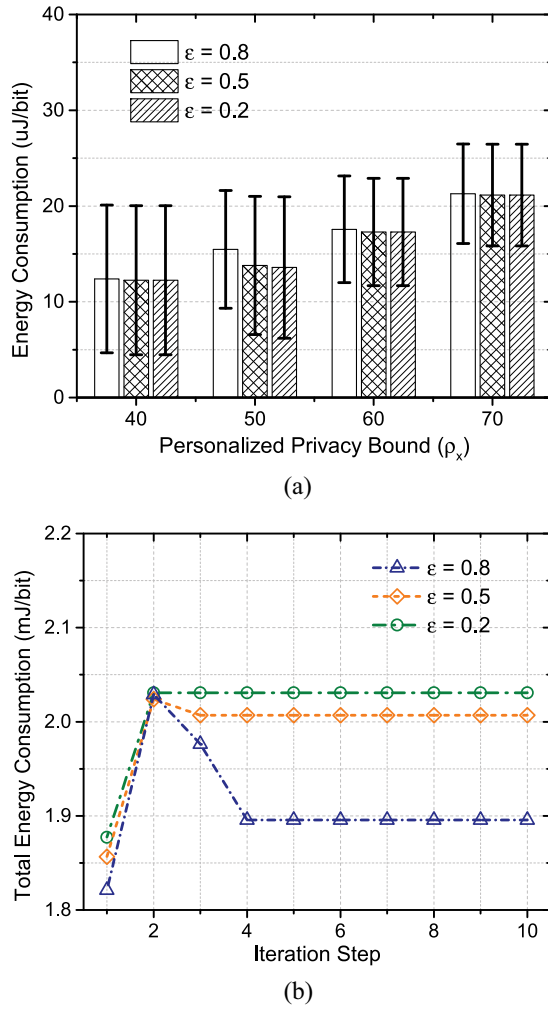 40
30
20
10
0
Energy Consumption (uJ/bit)
ε = 0.8
ε = 0.5
ε = 0.2
40 50 60 70
Personalized Privacy Bound (ρx)
(a)
2.2
2.1
2.0
1.9
1.8
Total Energy Consumption (mJ/bit)
ε = 0.8
ε = 0.5
ε = 0.2
2 4 6 8 10
Iteration Step
(b)